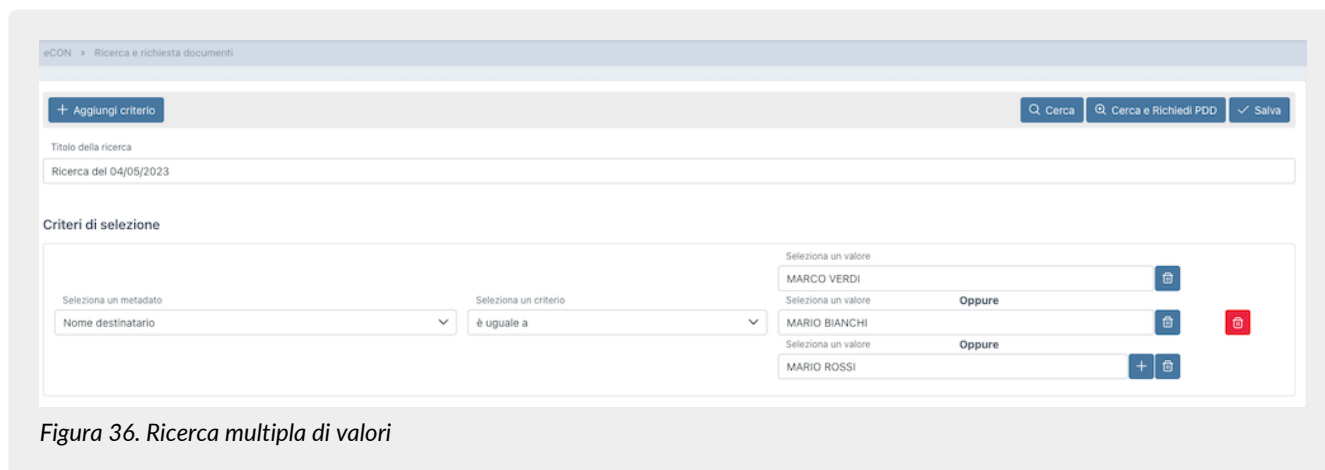 eCON > Ricerca e richiesta documenti
+ Aggiungi criterio
Cerca
Cerca e Richiedi PDD
Salva
Titolo della ricerca
Ricerca del 04/05/2023
Criteri di selezione
Seleziona un metadato
Nome destinatario
Seleziona un criterio
è uguale a
Seleziona un valore
MARCO VERDI
Seleziona un valore Oppure
MARIO BIANCHI
Seleziona un valore Oppure
MARIO ROSSI
Figura 36. Ricerca multipla di valori